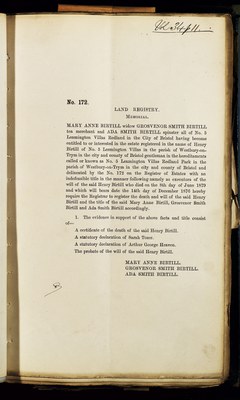 No. 172.
LAND REGISTRY.
MEMORIAL.
MARY ANNE BIRTILL widow GROSVENOR SMITH BIRTILL
tea merchant and ADA SMITH BIRTILL spinster all of No. 5
Leamington Villas Redland in the City of Bristol having become
entitled to or interested in the estate registered in the name of Henry
Birtill of No. 5 Leamington Villas in the parish of Westbury-on-
Trym in the city and county of Bristol gentleman in the hereditaments
called or known as No. 5 Leamington Villas Redland Park in the
parish of Westbury-on-Trym in the city and county of Bristol and
delineated by the No. 172 on the Register of Estates with an
indefeasible title in the manner following namely as executors of the
will of the said Henry Birtill who died on the 8th day of June 1879
and which will bears date the 14th day of December 1876 hereby
require the Registrar to register the death and will of the said Henry
Birtill and the title of the said Mary Anne Birtill, Grosvenor Smith
Birtill and Ada Smith Birtill accordingly.
1. The evidence in support of the above facts and title consist
of—
A certificate of the death of the said Henry Birtill.
A statutory declaration of Sarah
A statutory declaration of Arthur George
The probate of the will of the said Henry Birtill.
MARY ANNE BIRTILL.
GROSVENOR SMITH BIRTILL.
ADA SMITH BIRTILL.